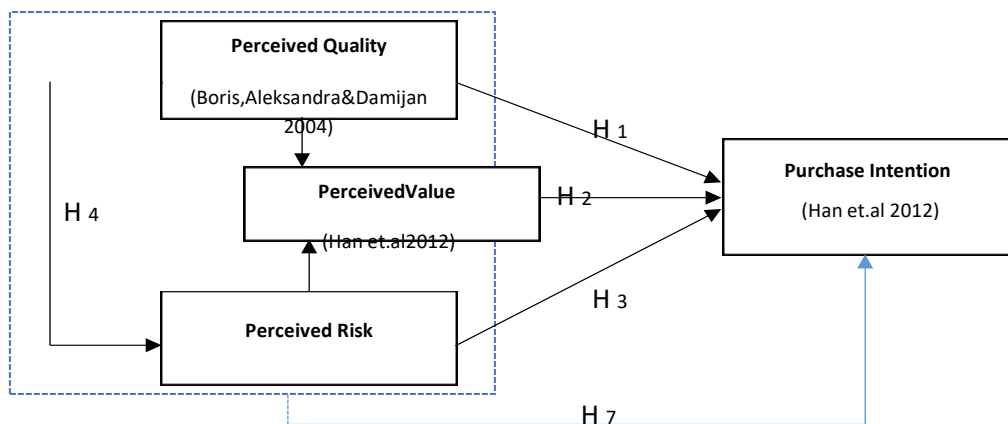 Perceived Quality
(Boris,Aleksandra&Damijan
2004)
H 1
PerceivedValue
(Han et.al2012)
H 2
Purchase Intention
(Han et.al 2012)
H 4
H 3
Perceived Risk
H 7